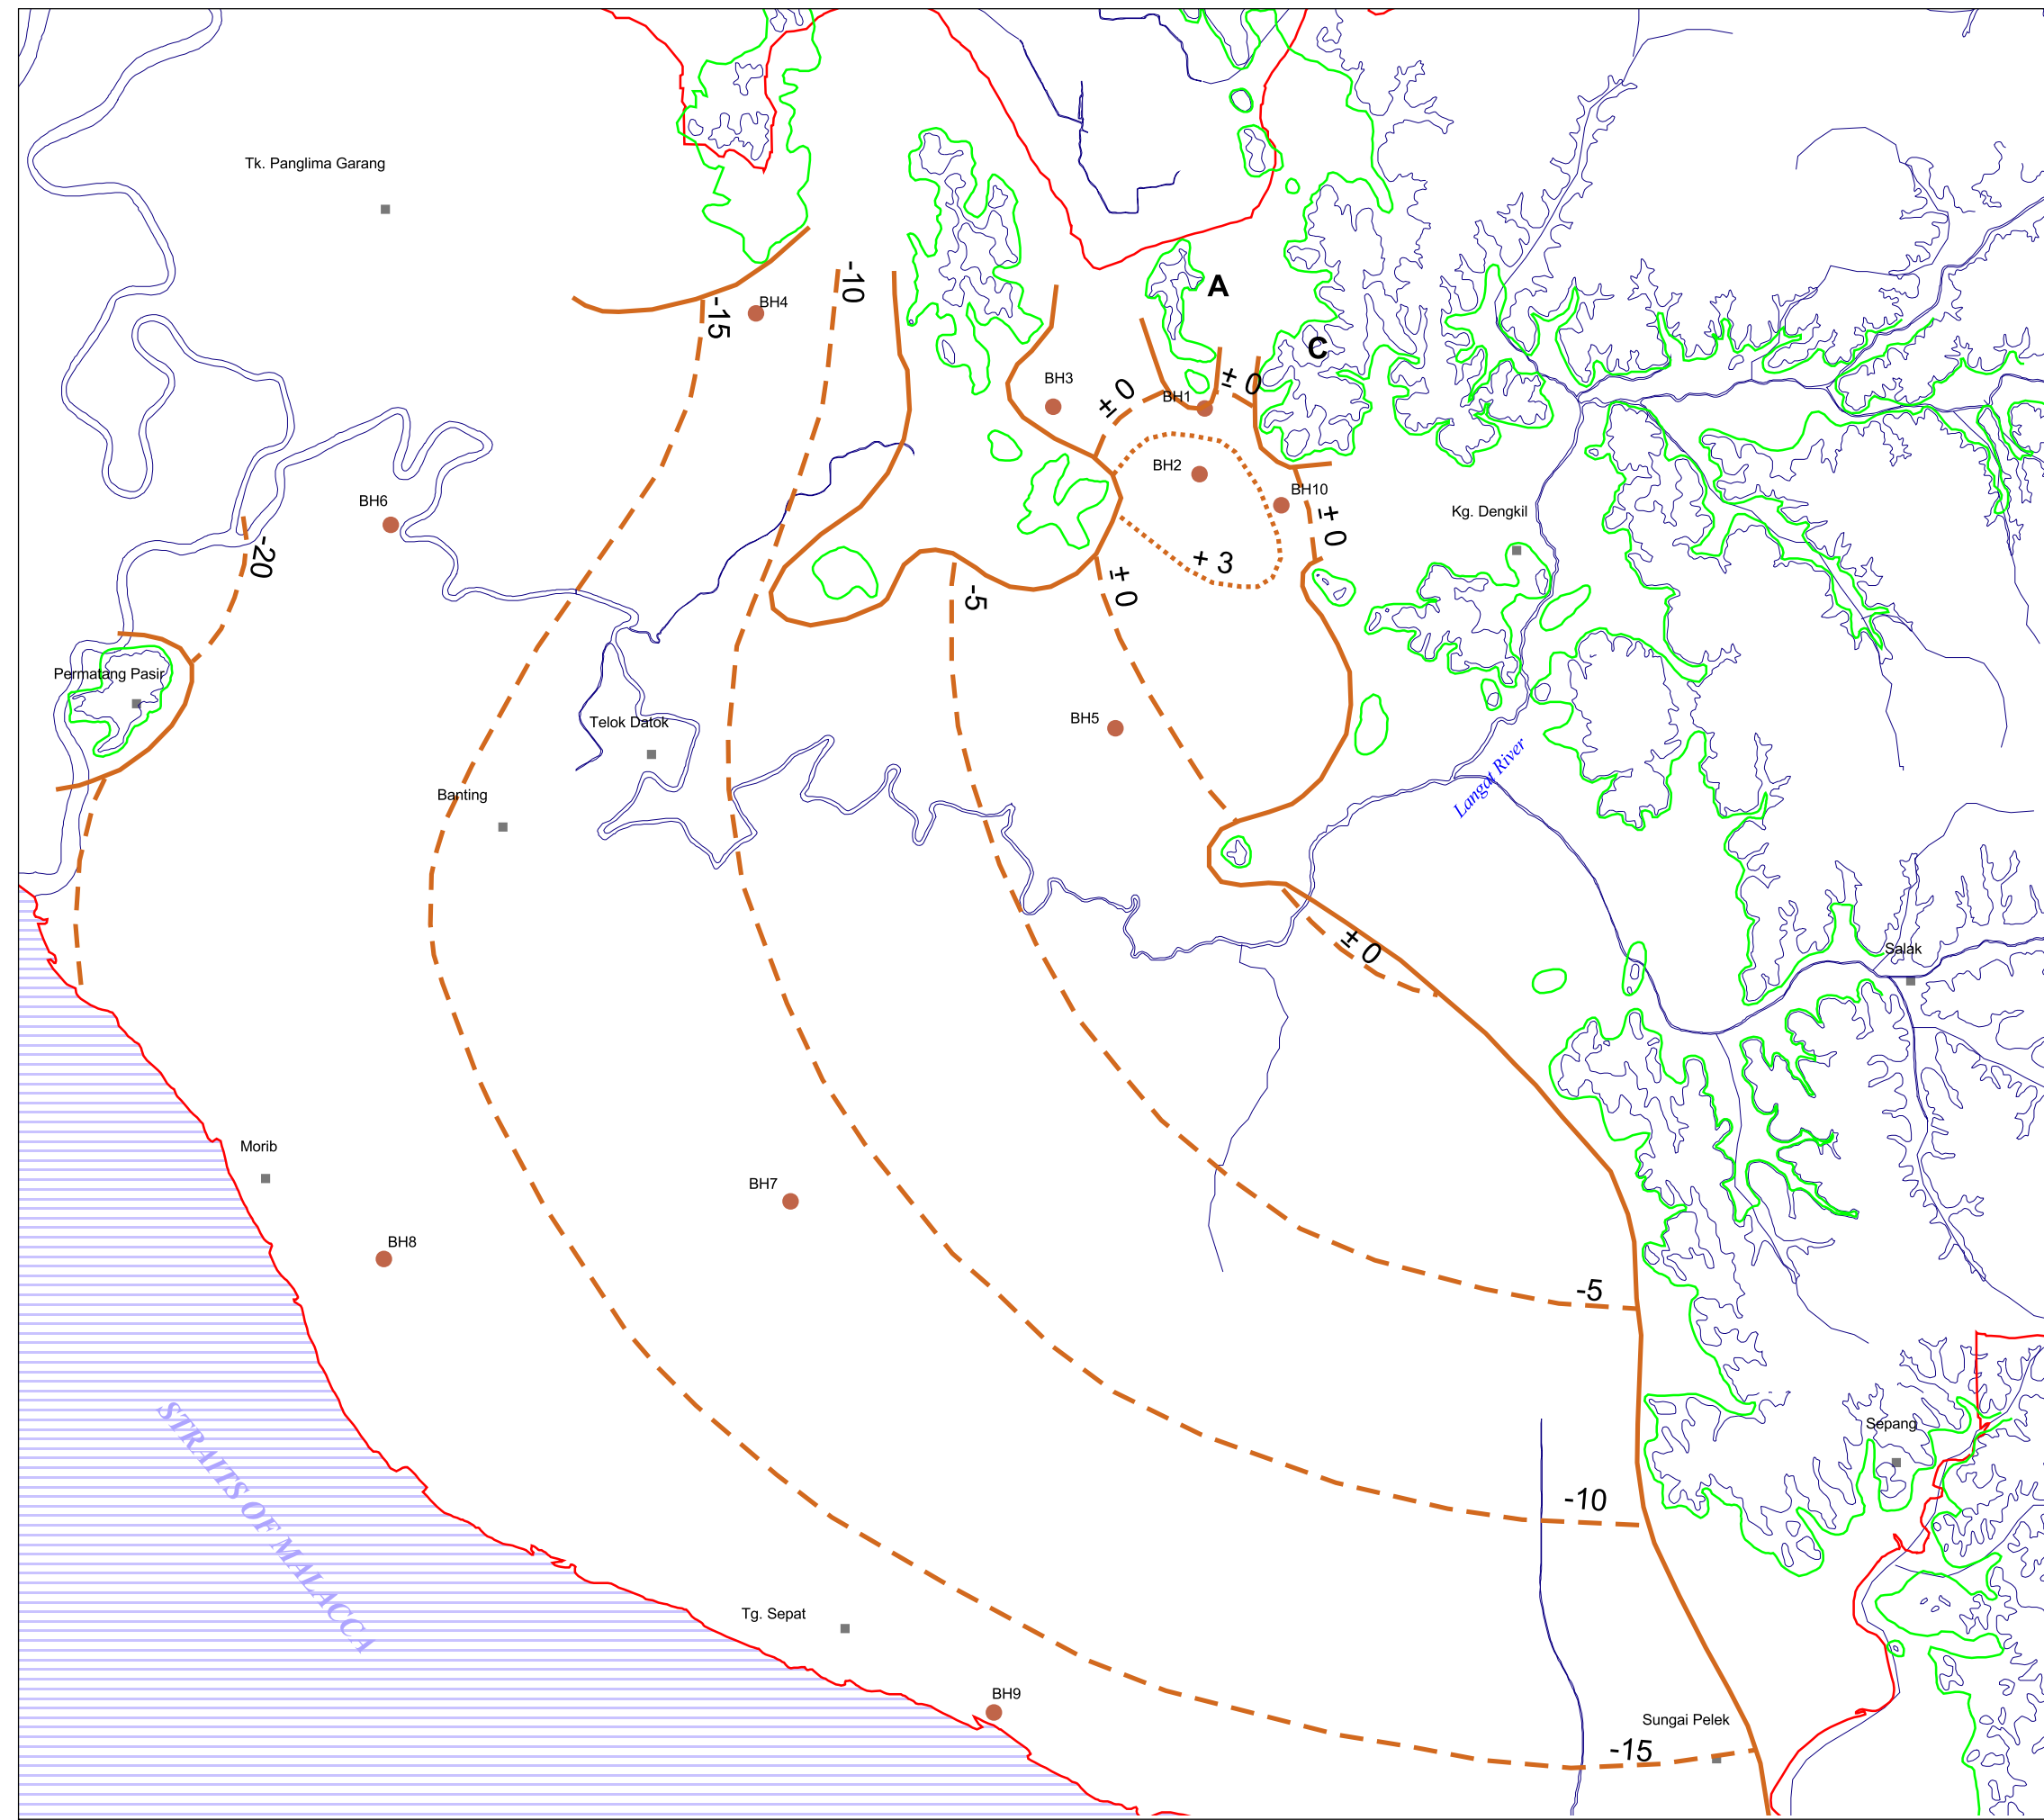 Tk. Panglima Garang
A
-10
BH4
-15
C
BH3
± 0
± 0
BH1
BH2
BH10
BH6
Kg. Dengkil
± 0
-20
+ 3
± 0
-5
Permatang Pasir
BH5
Telok Datok
Langat River
Banting
± 0
Salak
Morib
BH7
BH8
-5
STRAITS OF MALACCA
Sepang
-10
Tg. Sepat
BH9
Sungai Pelek
-15